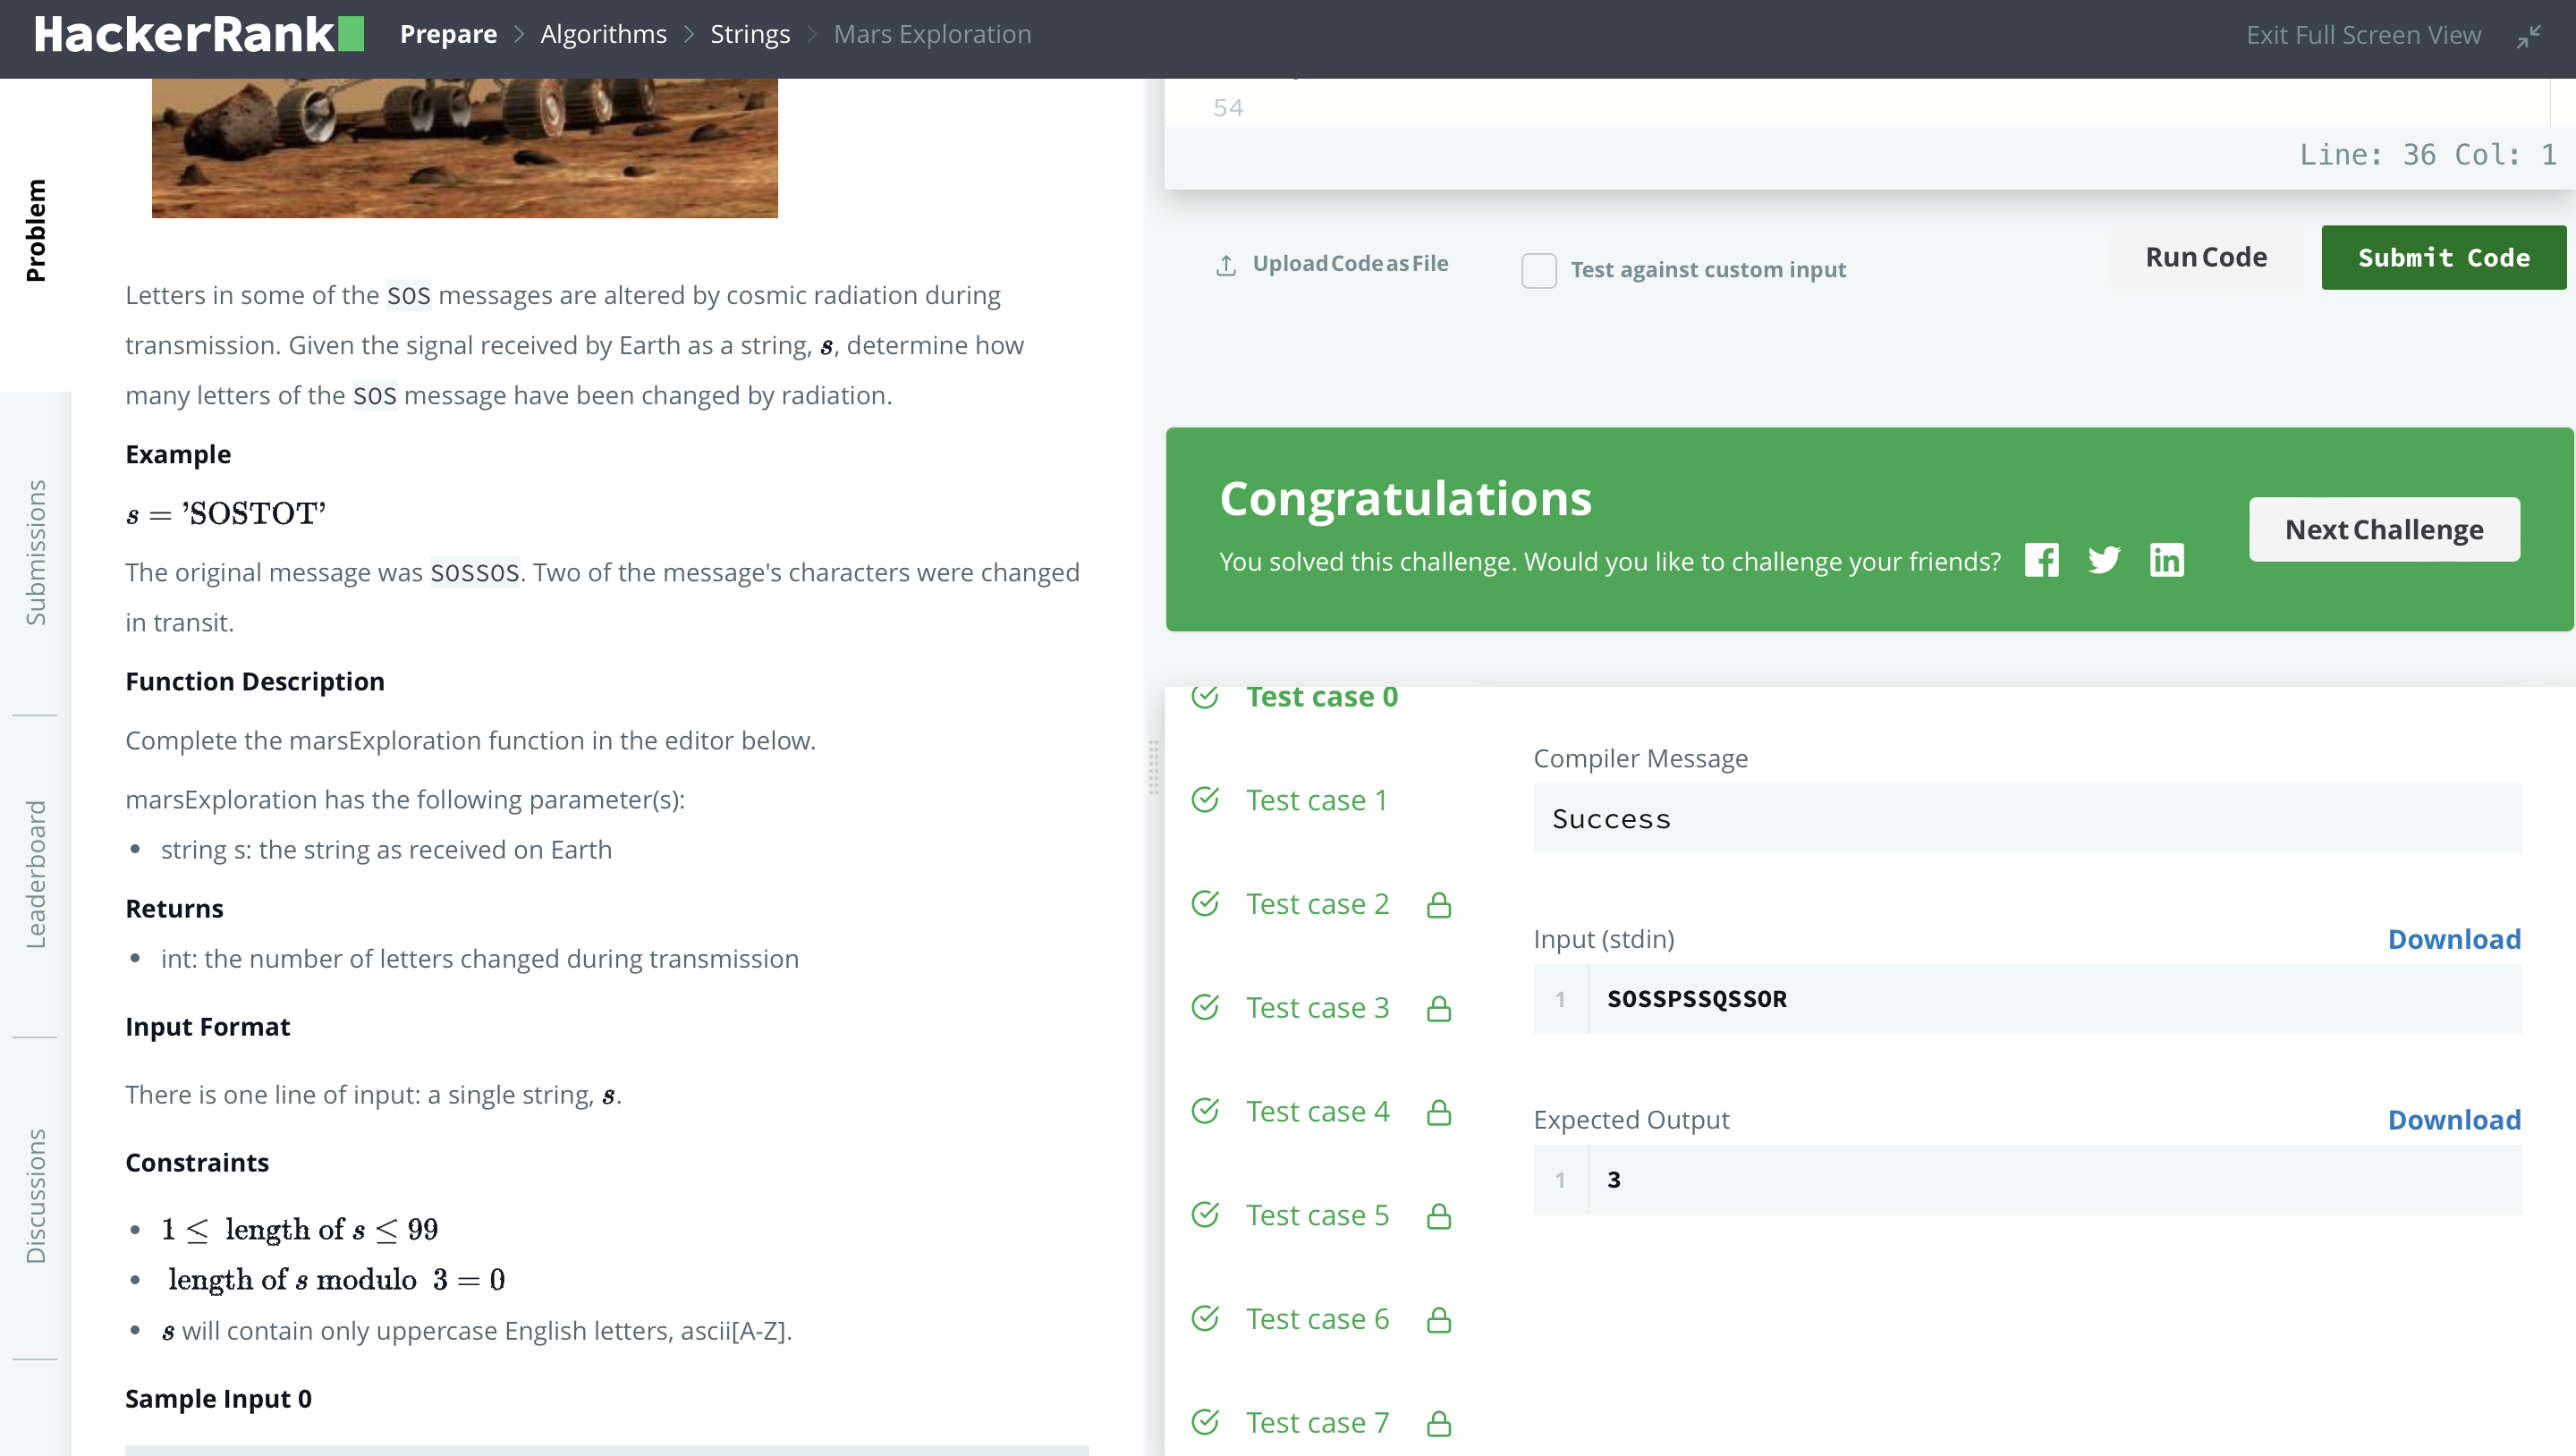 HackerRank
Prepare > Algorithms > Strings > Mars Exploration
Exit Full Screen View
Problem
Submissions
Leaderboard
Discussions
Letters in some of the SOS messages are altered by cosmic radiation during
transmission. Given the signal received by Earth as a string, s, determine how
many letters of the SOS message have been changed by radiation.
Example
s = 'SOSTOT'
The original message was SOSSOS. Two of the message's characters were changed
in transit.
Function Description
Complete the marsExploration function in the editor below.
marsExploration has the following parameter(s):
• string s: the string as received on Earth
Returns
• int: the number of letters changed during transmission
Input Format
There is one line of input: a single string, s.
Constraints
• 1 ≤ length of s ≤ 99
• length of s modulo 3 = 0
• s will contain only uppercase English letters, ascii[A-Z].
Sample Input 0
54
Line: 36 Col: 1
Upload Code as File
Test against custom input
Run Code
Submit Code
Congratulations
You solved this challenge. Would you like to challenge your friends?
Next Challenge
Test case 0
Test case 1
Test case 2
Test case 3
Test case 4
Test case 5
Test case 6
Test case 7
Compiler Message
Success
Input (stdin)
Download
1 SOSSPSSQSSOR
Expected Output
Download
1 3